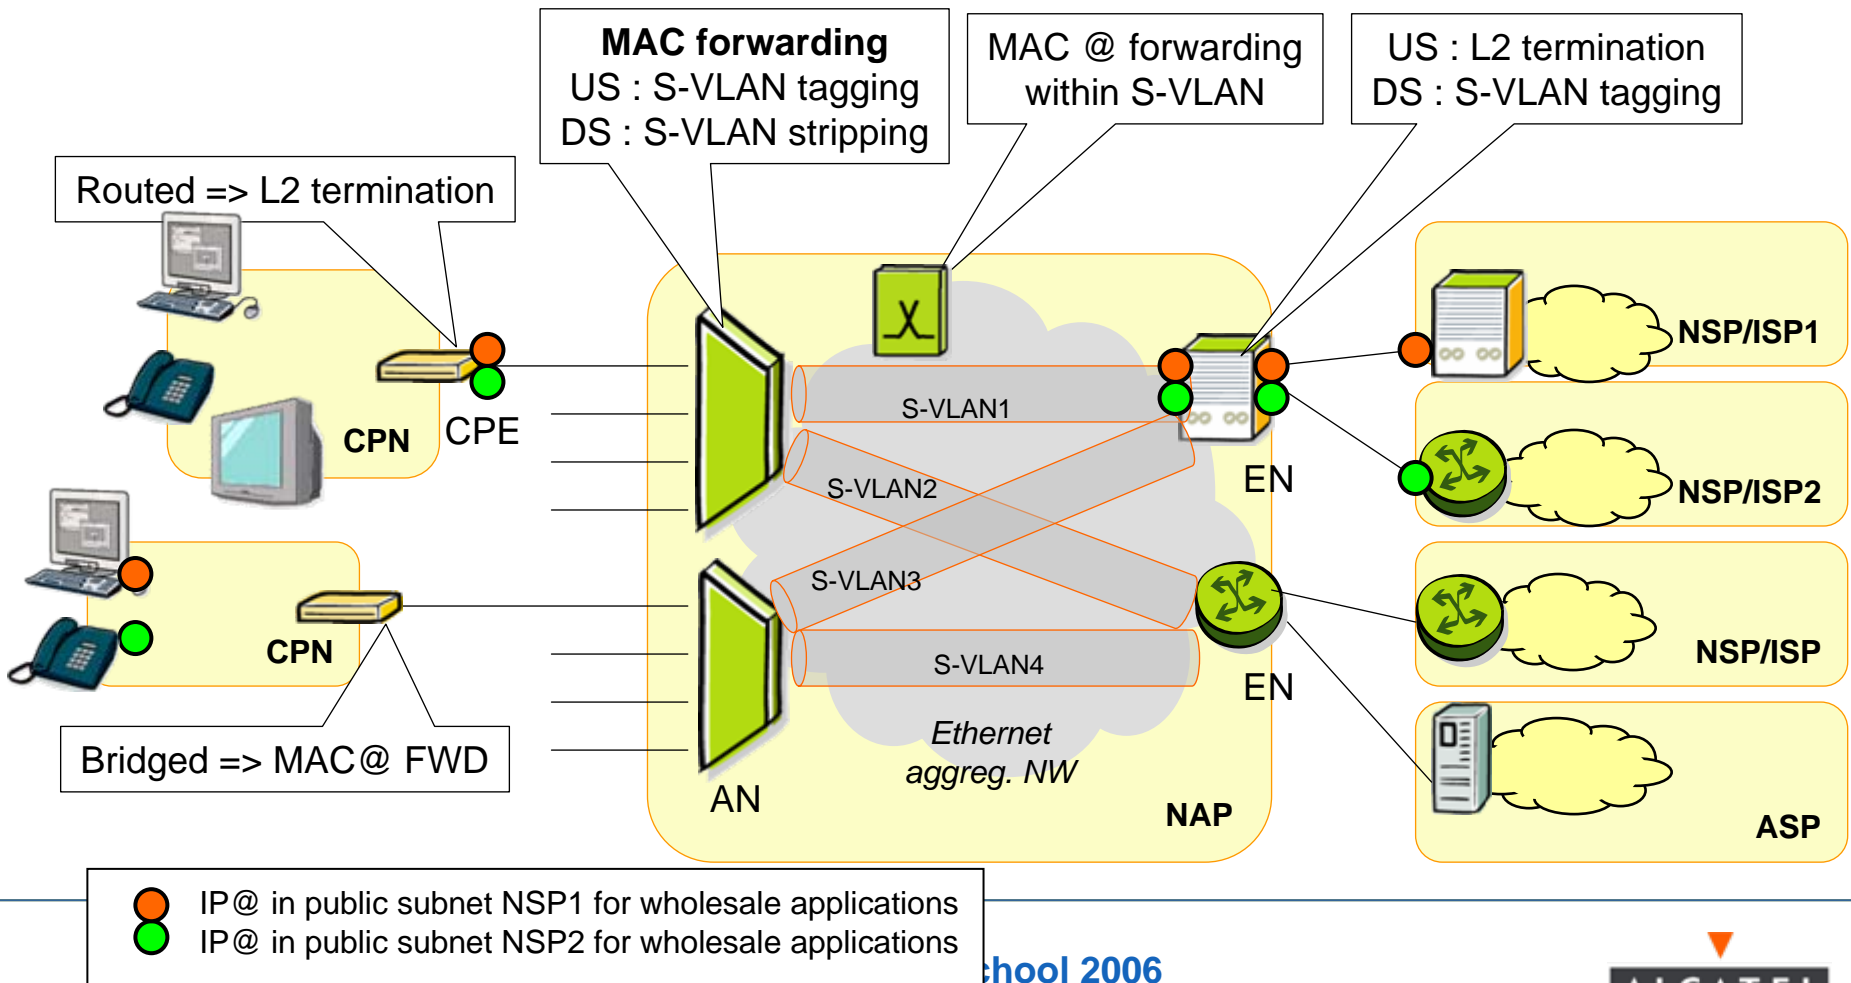 MAC forwarding
US : S-VLAN tagging
DS : S-VLAN stripping
MAC @ forwarding
within S-VLAN
US : L2 termination
DS : S-VLAN tagging
Routed => L2 termination
CPN
CPE
S-VLAN1
S-VLAN2
S-VLAN3
S-VLAN4
EN
EN
NSP/ISP1
NSP/ISP2
NSP/ISP
ASP
CPN
Bridged => MAC@ FWD
AN
Ethernet
aggreg. NW
NAP
IP@ in public subnet NSP1 for wholesale applications
IP@ in public subnet NSP2 for wholesale applications
chool 2006
ALCATEL